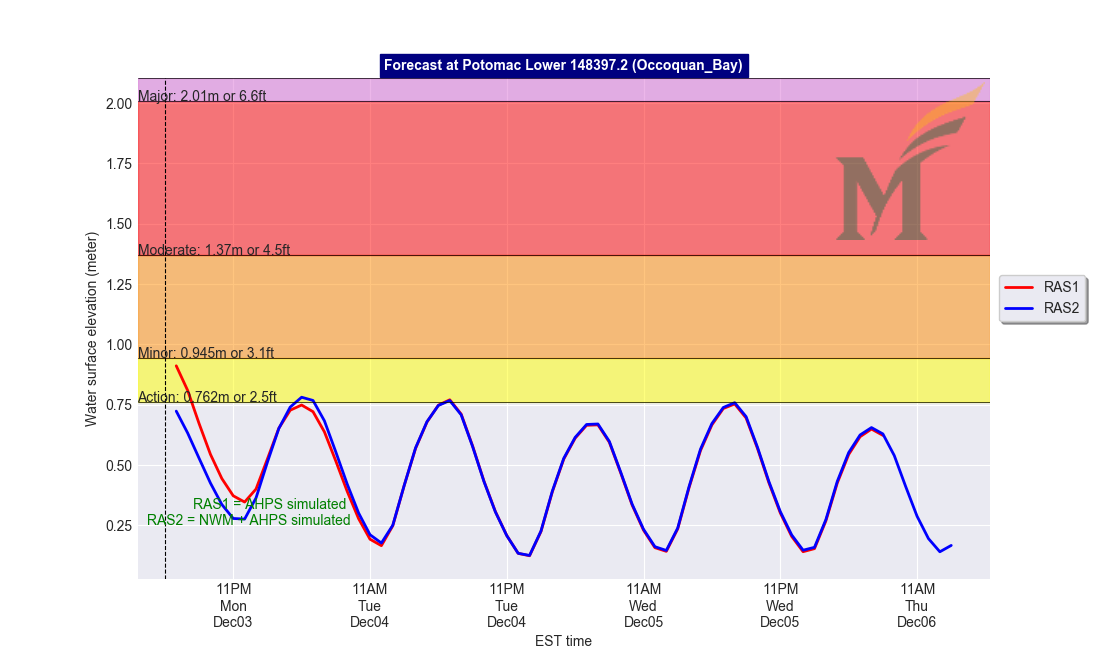 Forecast at Potomac Lower 148397.2 (Occoquan_Bay)
Major: 2.01m or 6.6ft
2.00
1.75
1.50
Moderate: 1.37m or 4.5ft
1.25
1.00
Minor: 0.945m or 3.1ft
Action: 0.762m or 2.5ft
0.75
0.50
0.25
Water surface elevation (meter)
M
RAS1
RAS2
RAS1 = AHPS simulated
RAS2 = NWM + AHPS simulated
11PM
Mon
Dec03
11AM
Tue
Dec04
11PM
Tue
Dec04
11AM
Wed
Dec05
11PM
Wed
Dec05
11AM
Thu
Dec06
EST time